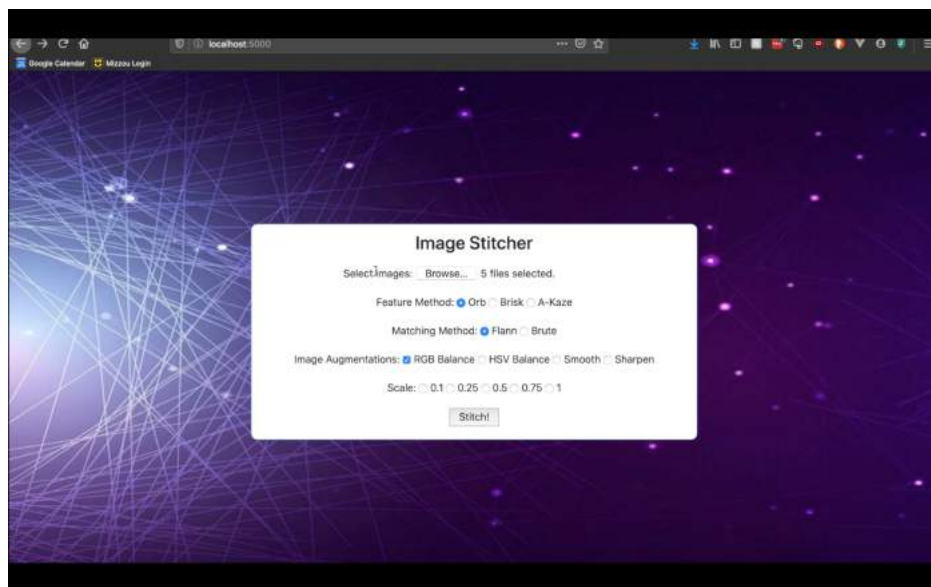 localhost:5000
Google Calendar Mizzou Login
Image Stitcher
Select Images: Browse... 5 files selected.
Feature Method: Orb Brisk A-Kaze
Matching Method: Flann Brute
Image Augmentations: RGB Balance HSV Balance Smooth Sharpen
Scale: 0.1 0.25 0.5 0.75 1
Stitch!